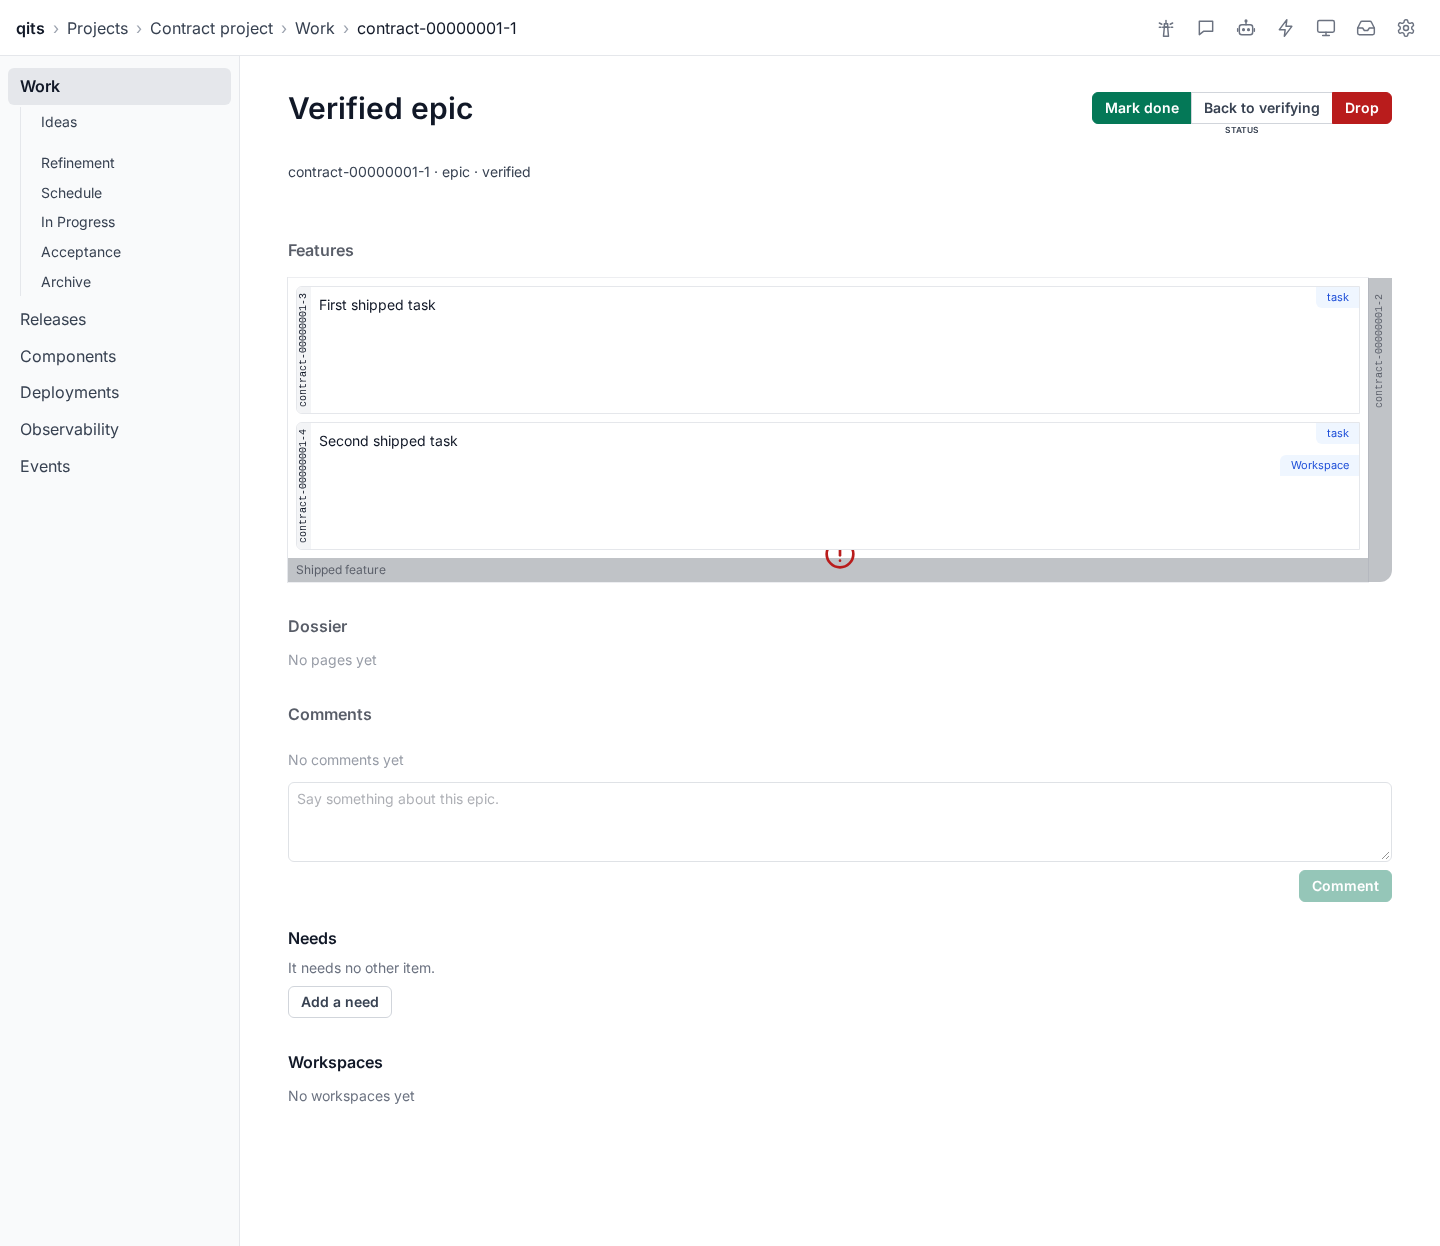 qits › Projects › Contract project › Work › contract-00000001-1
Work
Ideas
Refinement
Schedule
In Progress
Acceptance
Archive
Releases
Components
Deployments
Observability
Events
Verified epic
Mark done
Back to verifying
Drop
STATUS
contract-00000001-1 · epic · verified
Features
contract-00000001-3
First shipped task
task
contract-00000001-2
contract-00000001-4
Second shipped task
task
Workspace
Shipped feature
Dossier
No pages yet
Comments
No comments yet
Say something about this epic.
Comment
Needs
It needs no other item.
Add a need
Workspaces
No workspaces yet